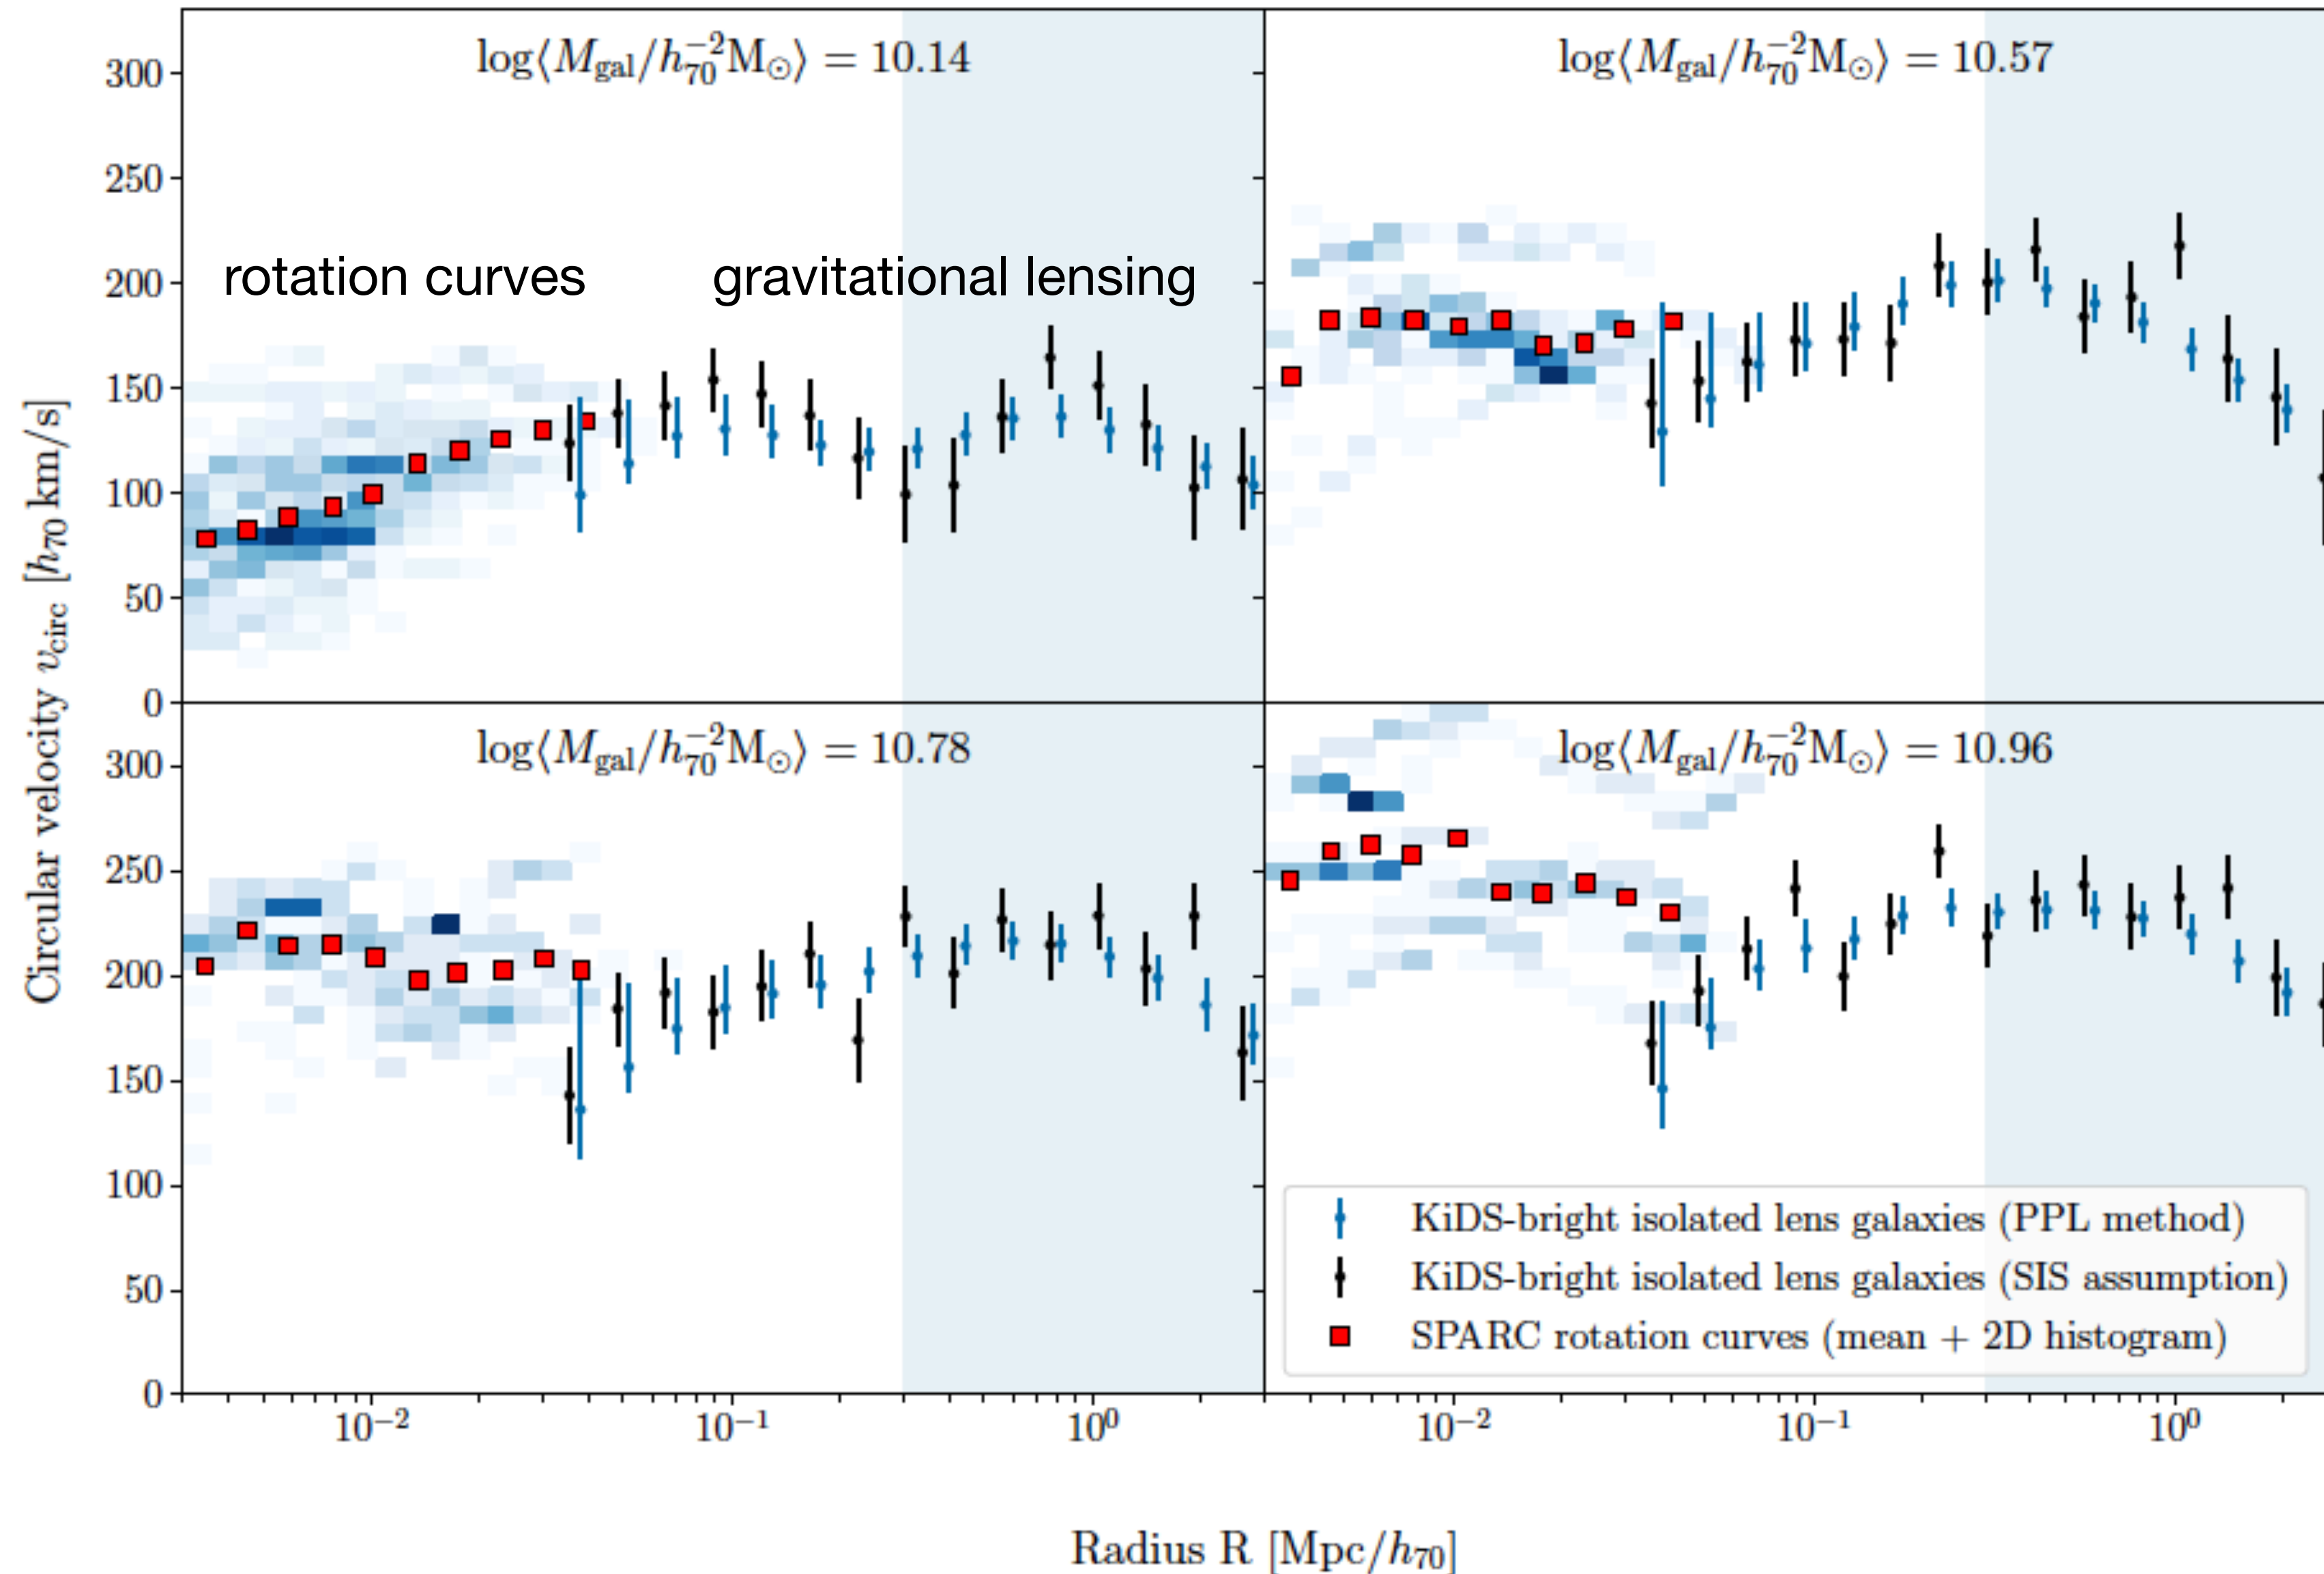 log⟨M_gal/h_70^−2 M_⊙⟩ = 10.14
log⟨M_gal/h_70^−2 M_⊙⟩ = 10.57
300
250
200
150
100
50
0
rotation curves
gravitational lensing
Circular velocity v_circ [h_70 km/s]
log⟨M_gal/h_70^−2 M_⊙⟩ = 10.78
log⟨M_gal/h_70^−2 M_⊙⟩ = 10.96
300
250
200
150
100
50
0
KiDS-bright isolated lens galaxies (PPL method)
KiDS-bright isolated lens galaxies (SIS assumption)
SPARC rotation curves (mean + 2D histogram)
10^−2 10^−1 10^0
10^−2 10^−1 10^0
Radius R [Mpc/h_70]